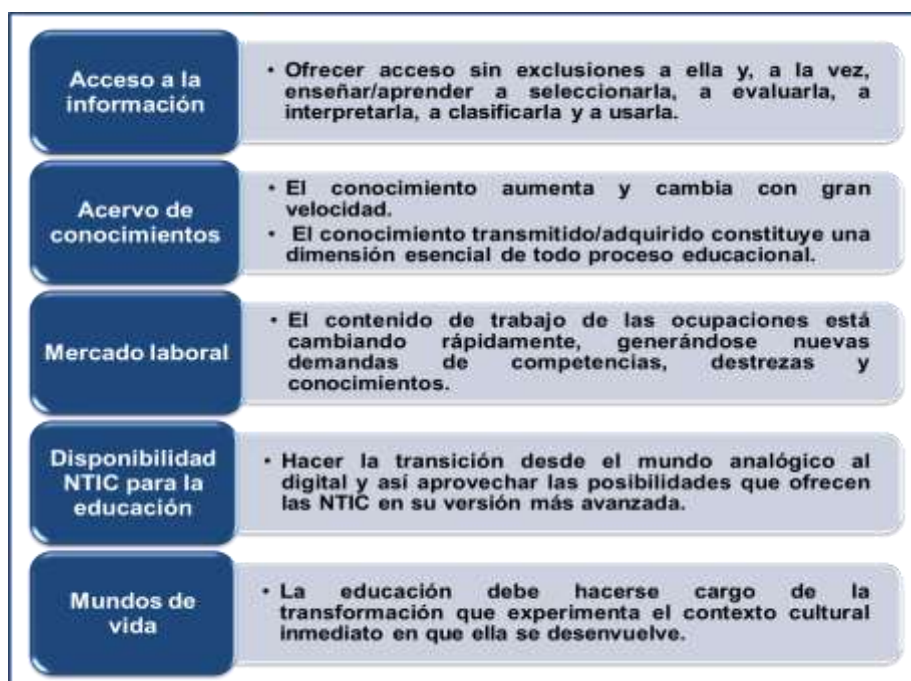 Acceso a la
información
• Ofrecer acceso sin exclusiones a ella y, a la vez,
enseñar/aprender a seleccionarla, a evaluarla, a
interpretarla, a clasificarla y a usarla.
Acervo de
conocimientos
• El conocimiento aumenta y cambia con gran
velocidad.
• El conocimiento transmitido/adquirido constituye una
dimensión esencial de todo proceso educacional.
Mercado laboral
• El contenido de trabajo de las ocupaciones está
cambiando rápidamente, generándose nuevas
demandas de competencias, destrezas y
conocimientos.
Disponibilidad
NTIC para la
educación
• Hacer la transición desde el mundo analógico al
digital y así aprovechar las posibilidades que ofrecen
las NTIC en su versión más avanzada.
Mundos de
vida
• La educación debe hacerse cargo de la
transformación que experimenta el contexto cultural
inmediato en que ella se desenvuelve.